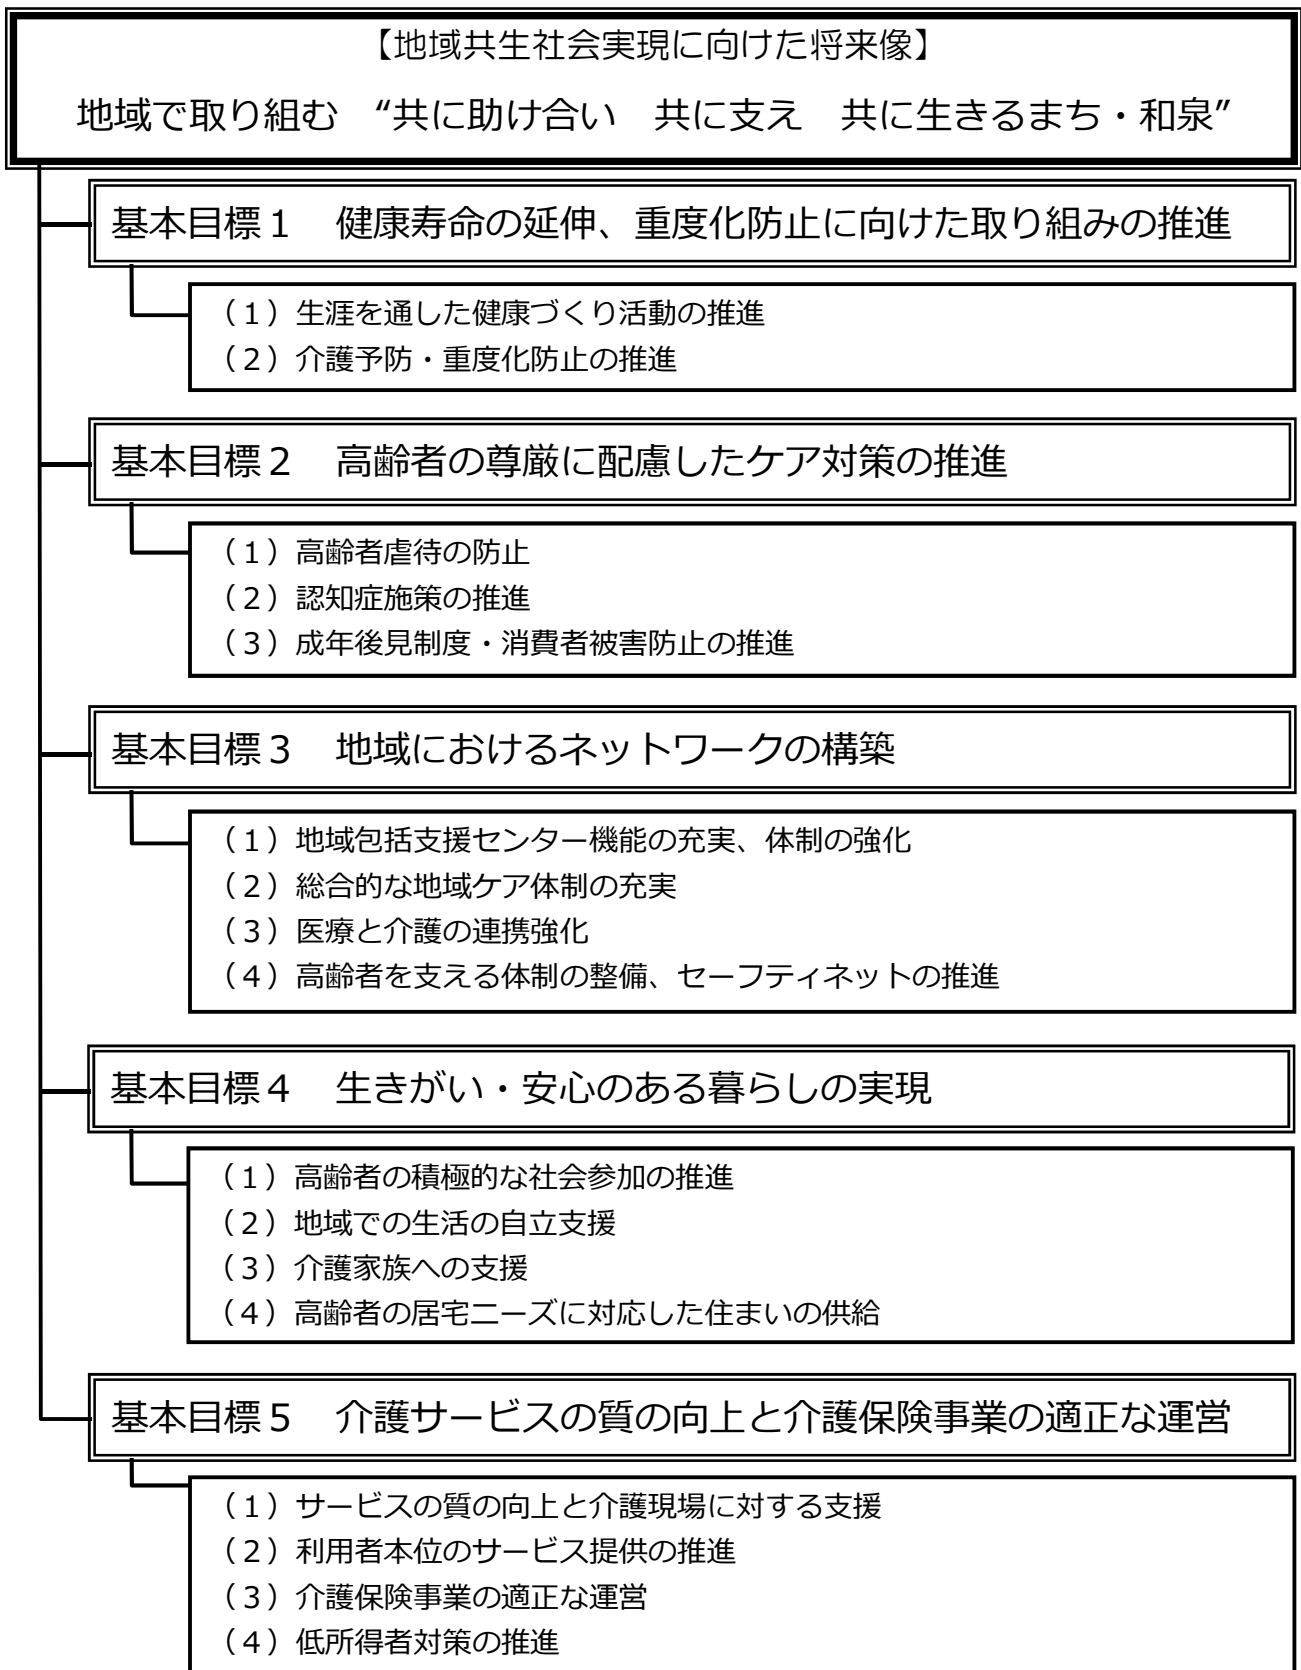 【地域共生社会実現に向けた将来像】
地域で取り組む　“共に助け合い　共に支え　共に生きるまち・和泉”
基本目標１　健康寿命の延伸、重度化防止に向けた取り組みの推進
（１）生涯を通した健康づくり活動の推進
（２）介護予防・重度化防止の推進
基本目標２　高齢者の尊厳に配慮したケア対策の推進
（１）高齢者虐待の防止
（２）認知症施策の推進
（３）成年後見制度・消費者被害防止の推進
基本目標３　地域におけるネットワークの構築
（１）地域包括支援センター機能の充実、体制の強化
（２）総合的な地域ケア体制の充実
（３）医療と介護の連携強化
（４）高齢者を支える体制の整備、セーフティネットの推進
基本目標４　生きがい・安心のある暮らしの実現
（１）高齢者の積極的な社会参加の推進
（２）地域での生活の自立支援
（３）介護家族への支援
（４）高齢者の居宅ニーズに対応した住まいの供給
基本目標５　介護サービスの質の向上と介護保険事業の適正な運営
（１）サービスの質の向上と介護現場に対する支援
（２）利用者本位のサービス提供の推進
（３）介護保険事業の適正な運営
（４）低所得者対策の推進